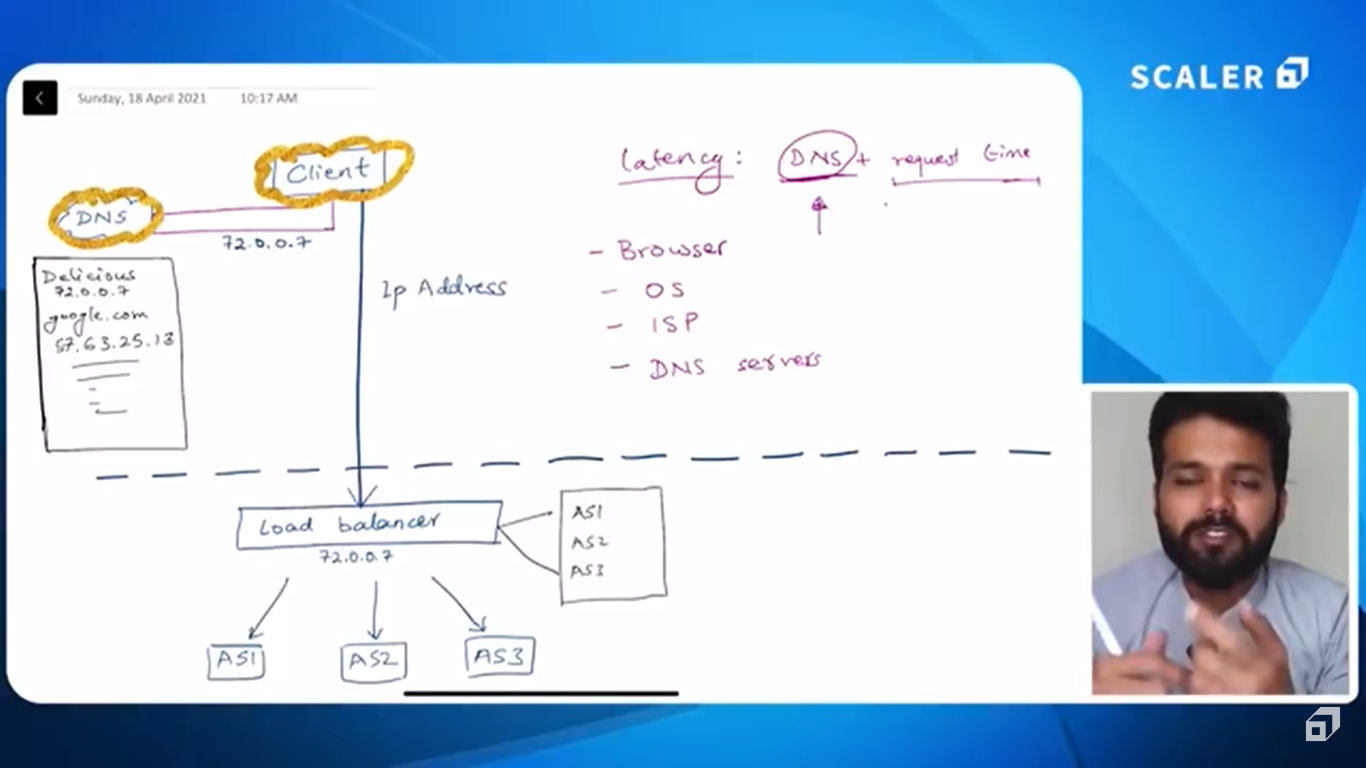 SCALER
Sunday, 18 April 2021 10:17 AM
Client
DNS
72.0.0.7
Delicious
72.0.0.7
google.com
57.63.25.13
Ip Address
Latency: DNS + request time
- Browser
- OS
- ISP
- DNS servers
Load balancer
72.0.0.7
AS1
AS2
AS3
AS1 AS2 AS3